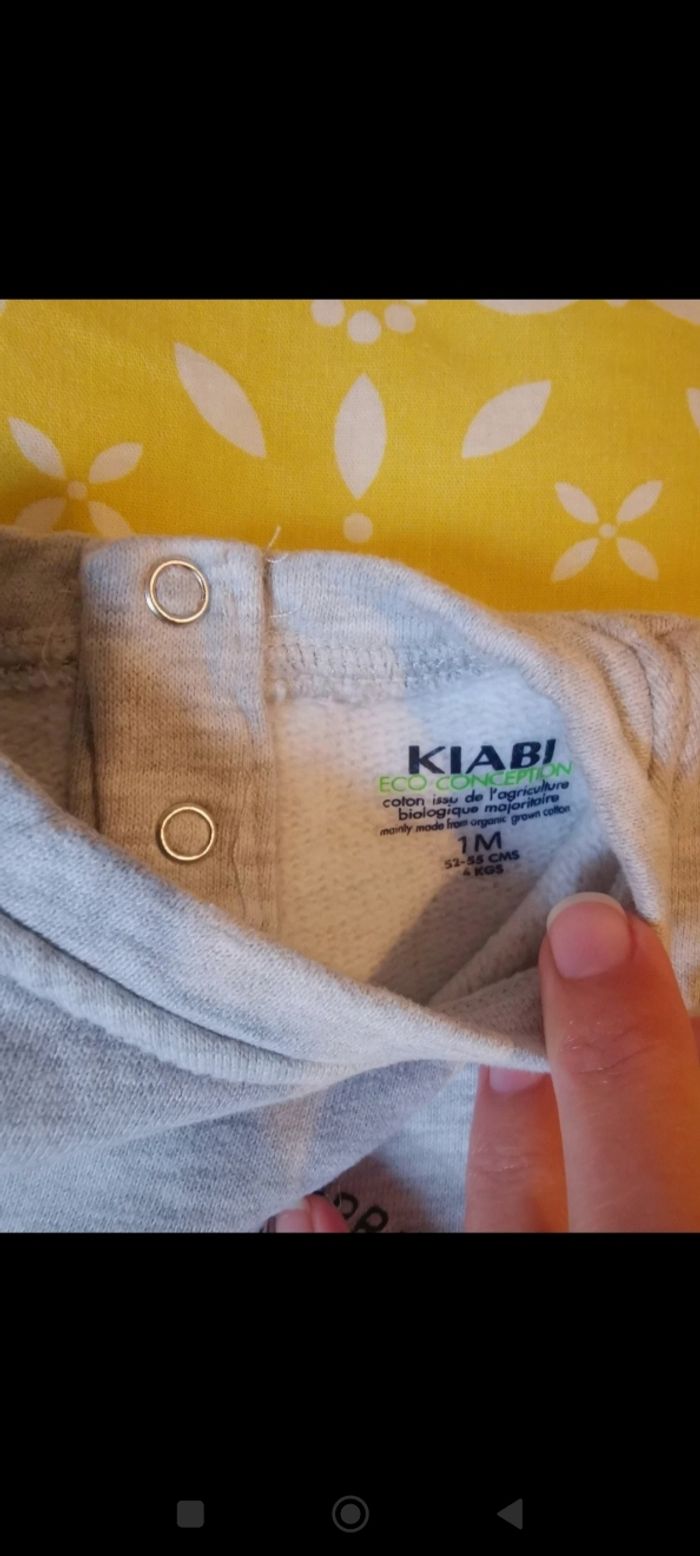 KIABI
ECO CONCEPTION
coton issu de l'agriculture
biologique majoritaire
mainly made from organic grown cotton
1M
52-55 CMS
4 KGS